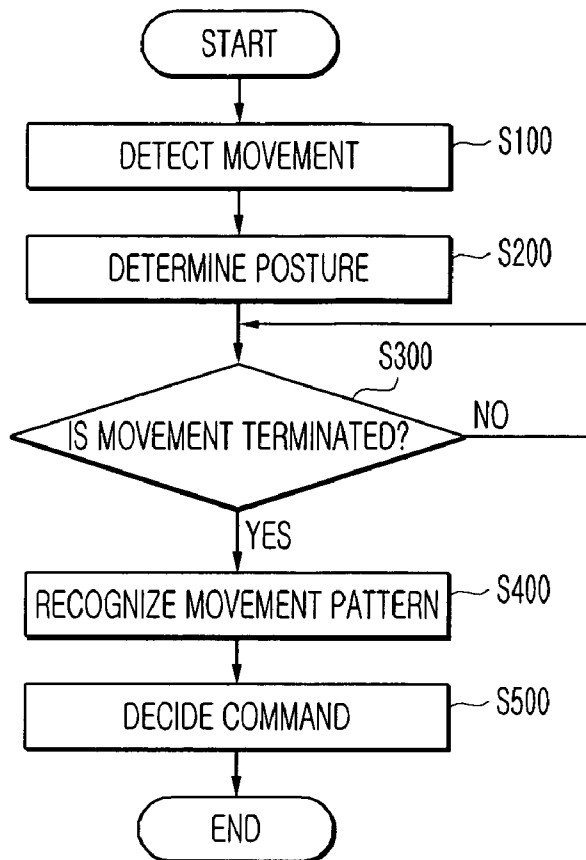 START
DETECT MOVEMENT
S100
DETERMINE POSTURE
S200
S300
IS MOVEMENT TERMINATED?
NO
YES
RECOGNIZE MOVEMENT PATTERN
S400
DECIDE COMMAND
S500
END